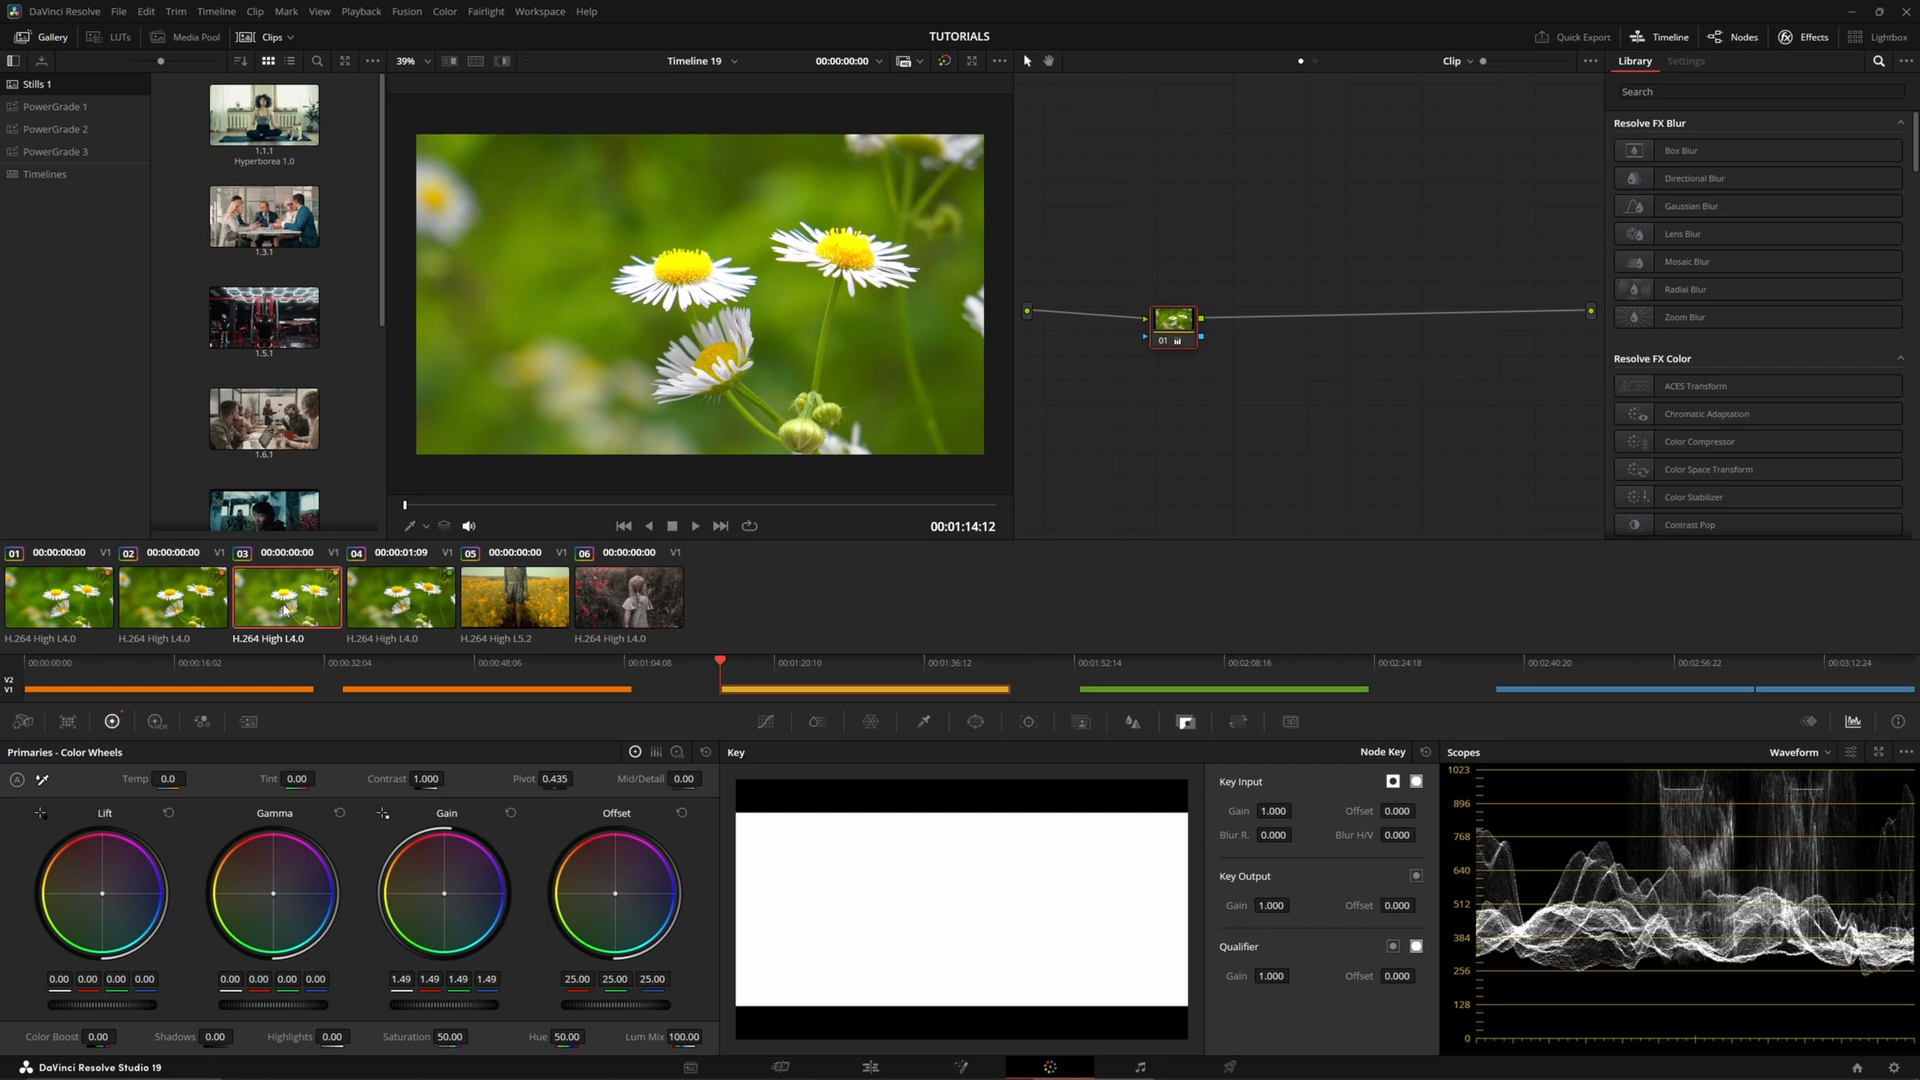 DaVinci Resolve File Edit Trim Timeline Clip Mark View Playback Fusion Color Fairlight Workspace Help
Gallery LUTs Media Pool Clips TUTORIALS Quick Export Timeline Nodes Effects Lightbox
39% Timeline 19 00:00:00:00 Clip Library Settings
Stills 1
PowerGrade 1
PowerGrade 2
PowerGrade 3
Timelines
1.1.1
Hyperborea 1.0
1.3.1
1.5.1
1.6.1
00:01:14:12
01
Search
Resolve FX Blur
Box Blur
Directional Blur
Gaussian Blur
Lens Blur
Mosaic Blur
Radial Blur
Zoom Blur
Resolve FX Color
ACES ACES Transform
Chromatic Adaptation
Color Compressor
Color Space Transform
Color Stabilizer
Contrast Pop
01 00:00:00:00 V1 02 00:00:00:00 V1 03 00:00:00:00 V1 04 00:00:01:09 V1 05 00:00:00:00 V1 06 00:00:00:00 V1
H.264 High L4.0 H.264 High L4.0 H.264 High L4.0 H.264 High L4.0 H.264 High L5.2 H.264 High L4.0
00:00:00:00 00:00:16:02 00:00:32:04 00:00:48:06 00:01:04:08 00:01:20:10 00:01:36:12 00:01:52:14 00:02:08:16 00:02:24:18 00:02:40:20 00:02:56:22 00:03:12:24
V2
V1
HDR
3D
Primaries - Color Wheels
A Temp 0.0 Tint 0.00 Contrast 1.000 Pivot 0.435 Mid/Detail 0.00
Lift Gamma Gain Offset
0.00 0.00 0.00 0.00 0.00 0.00 0.00 0.00 1.49 1.49 1.49 1.49 25.00 25.00 25.00
Color Boost 0.00 Shadows 0.00 Highlights 0.00 Saturation 50.00 Hue 50.00 Lum Mix 100.00
Key Node Key
Key Input
Gain 1.000 Offset 0.000
Blur R. 0.000 Blur H/V 0.000
Key Output
Gain 1.000 Offset 0.000
Qualifier
Gain 1.000 Offset 0.000
Scopes Waveform
1023
896
768
640
512
384
256
128
0
DaVinci Resolve Studio 19